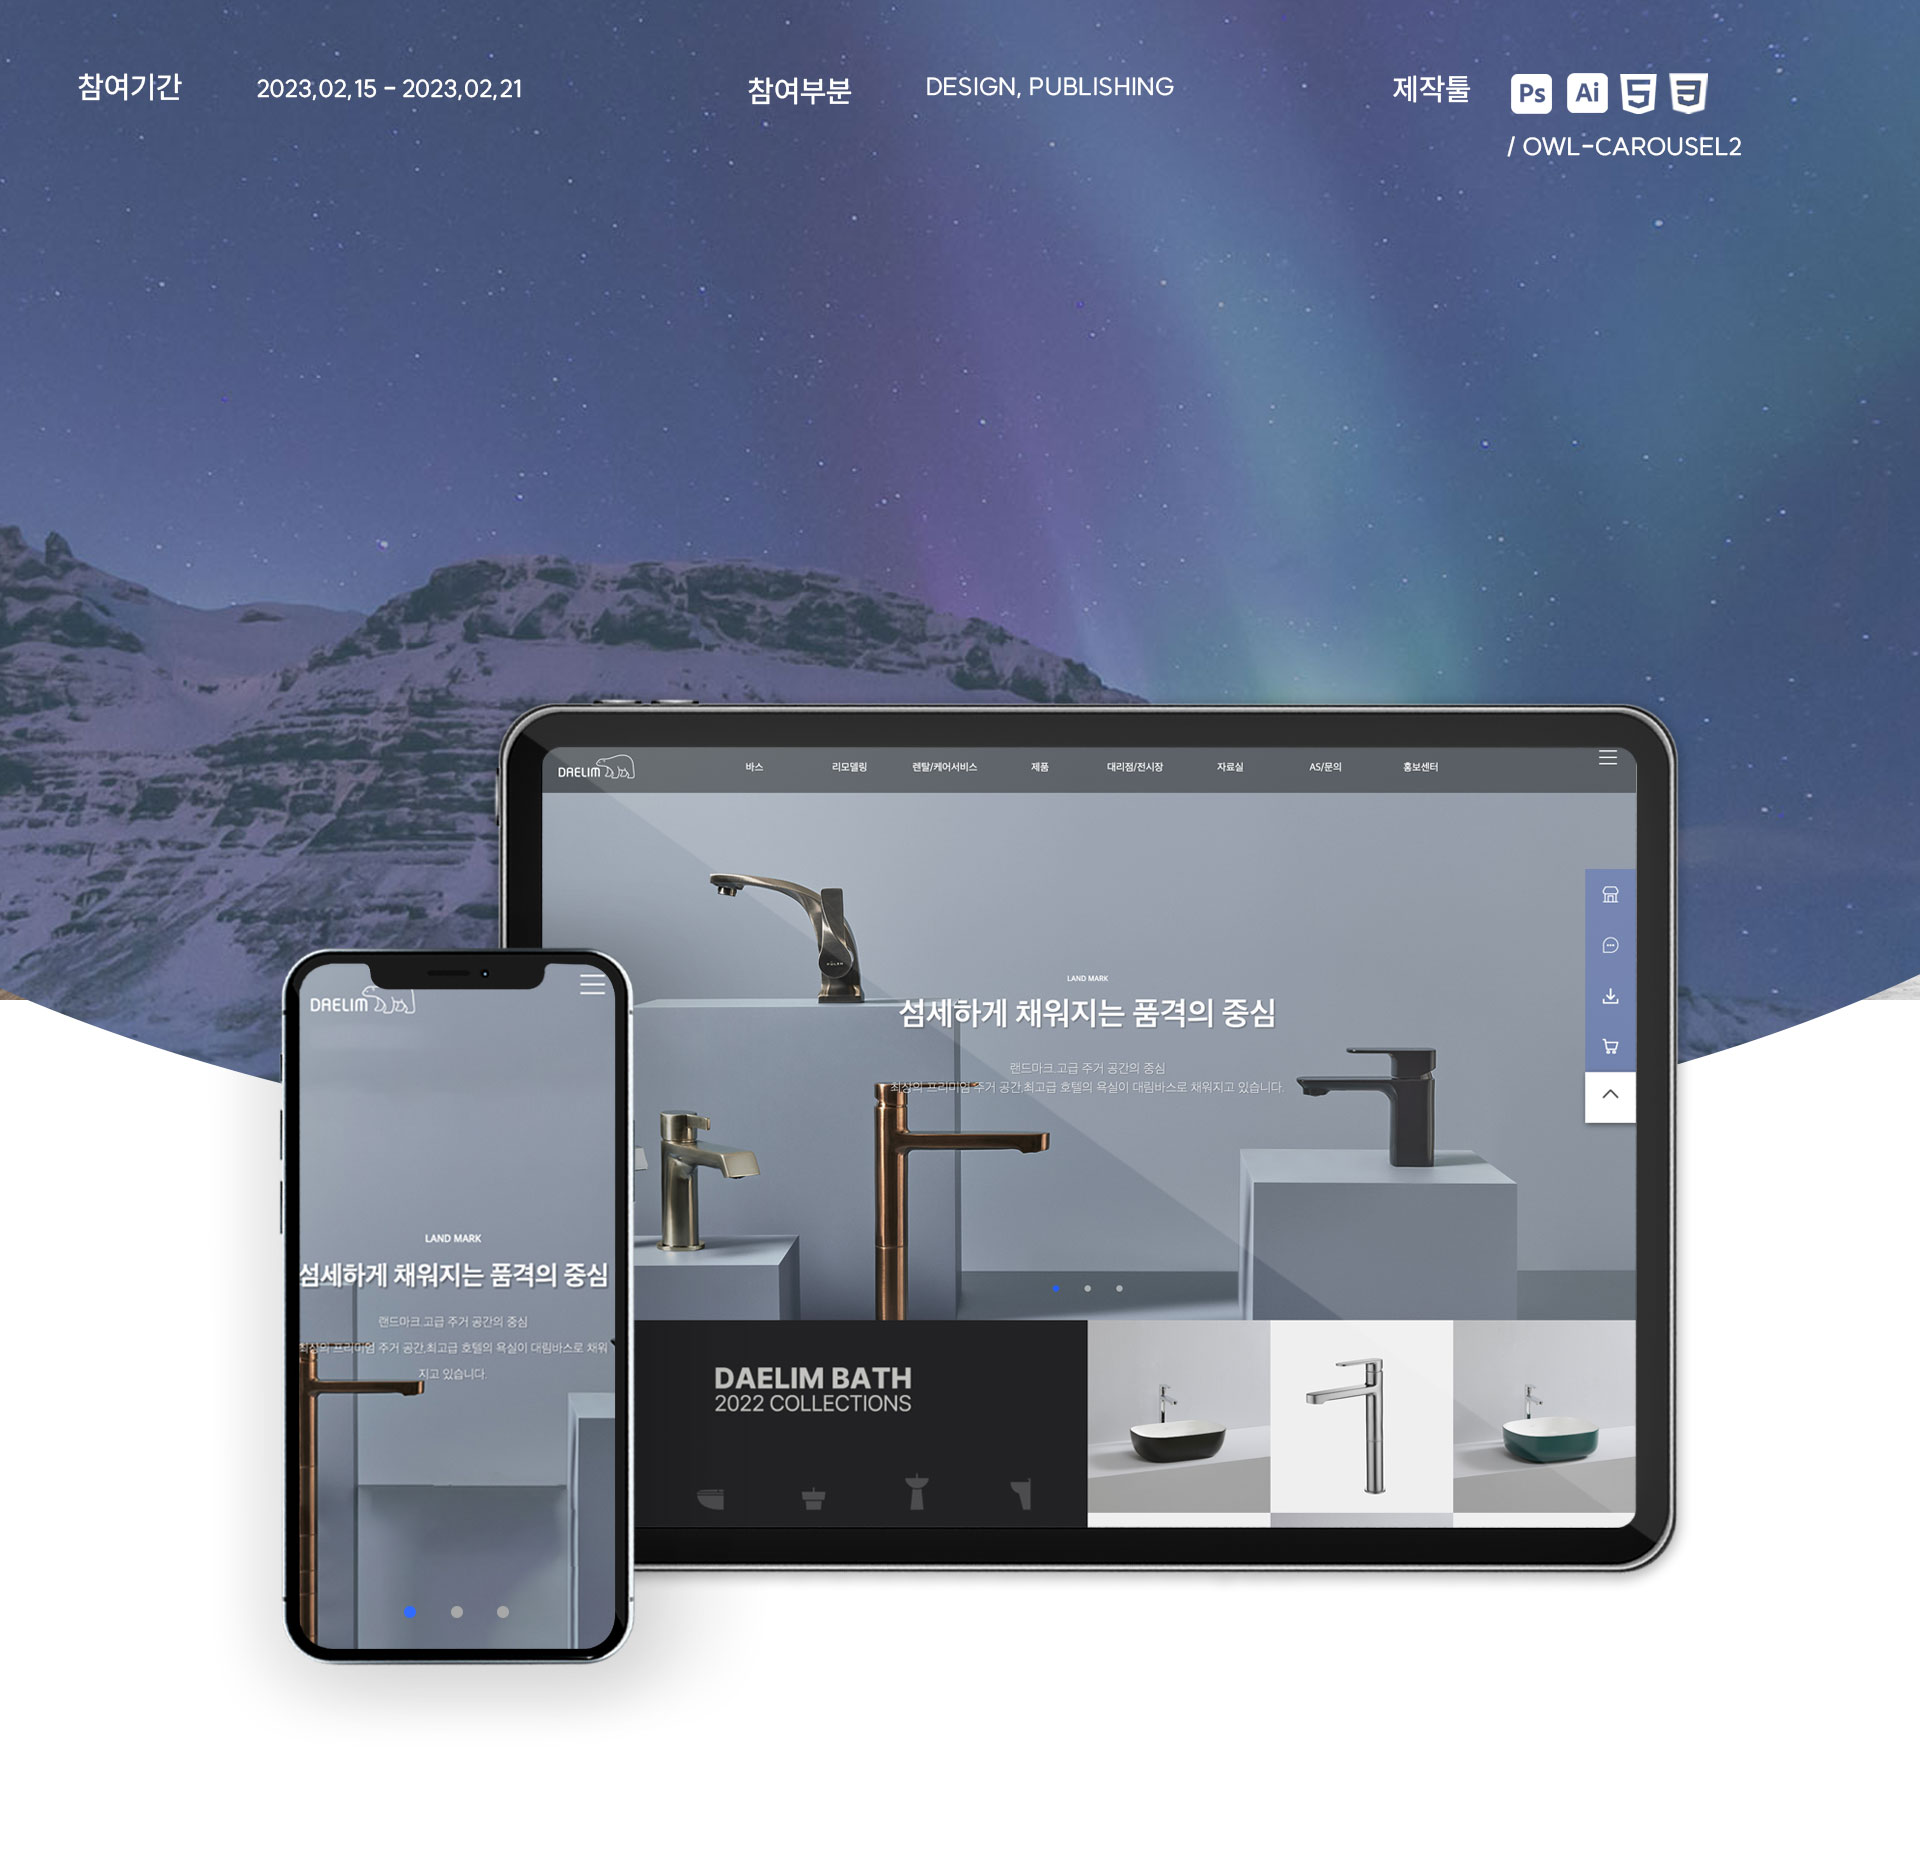 참여기간
2023,02,15 - 2023,02,21
참여부분
DESIGN, PUBLISHING
제작툴
Ps Ai 5 3
/ OWL-CAROUSEL2
DAELIM
바스 리모델링 렌탈/케어서비스 제품 대리점/전시장 자료실 AS/문의 홍보센터
LAND MARK
섬세하게 채워지는 품격의 중심
랜드마크.고급 주거 공간의 중심
최상의 프리미엄 주거 공간,최고급 호텔의 욕실이 대림바스로 채워지고 있습니다.
DAELIM BATH
2022 COLLECTIONS
DAELIM
LAND MARK
섬세하게 채워지는 품격의 중심
랜드마크.고급 주거 공간의 중심
최상의 프리미엄 주거 공간,최고급 호텔의 욕실이 대림바스로 채워
지고 있습니다.